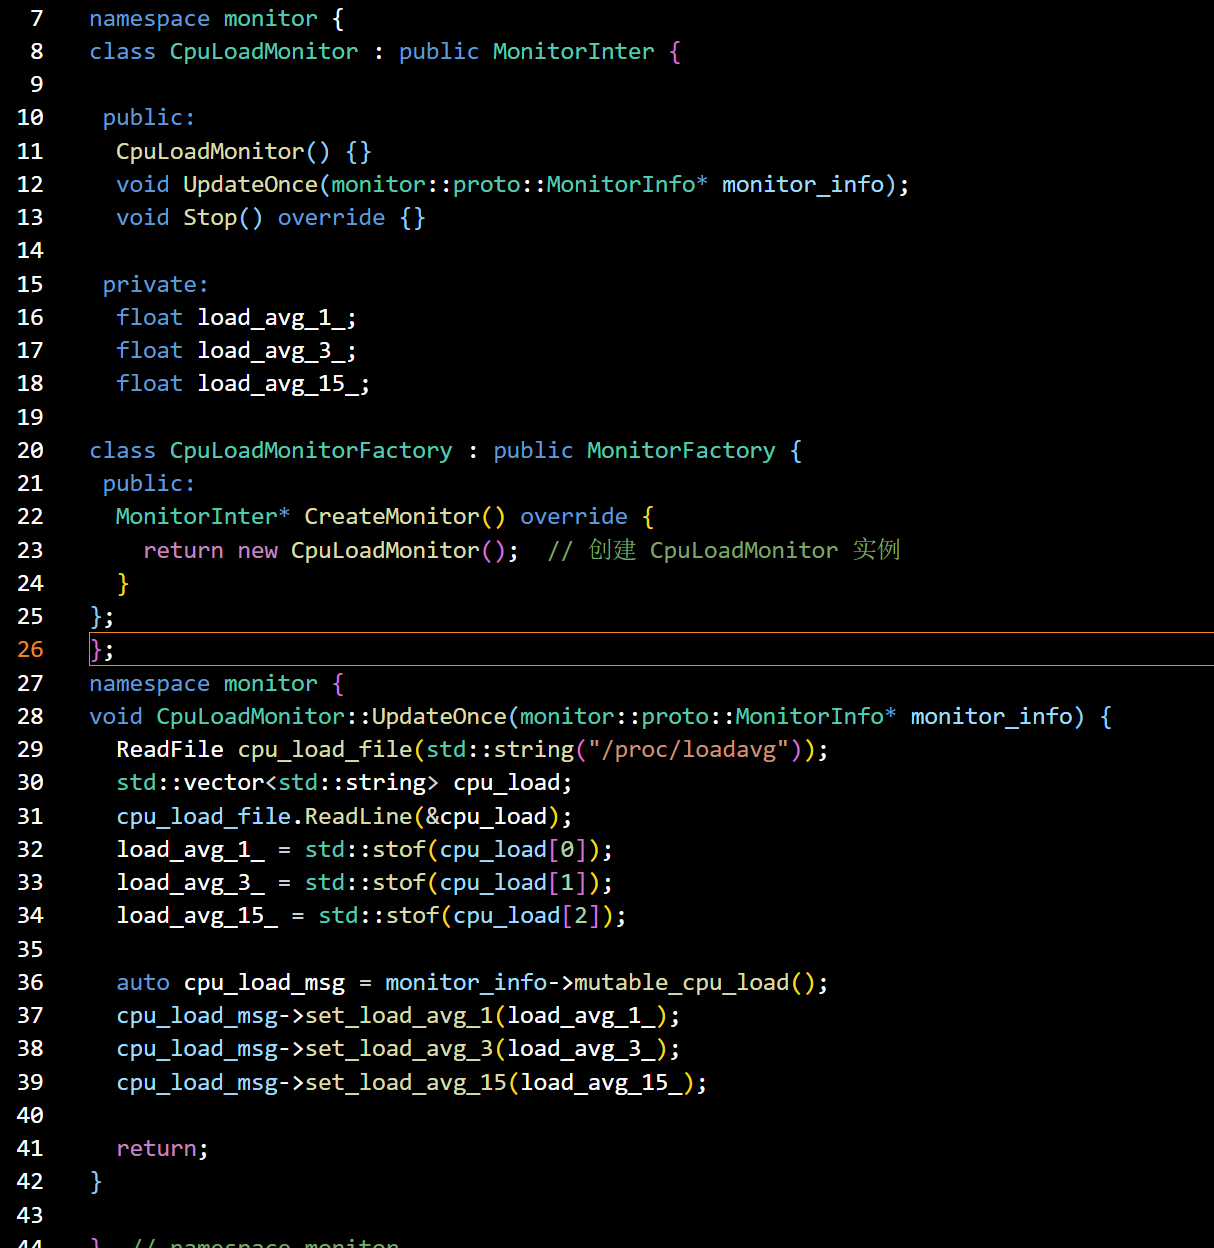 7 namespace monitor {
8 class CpuLoadMonitor : public MonitorInter {
9
10 public:
11 CpuLoadMonitor() {}
12 void UpdateOnce(monitor::proto::MonitorInfo* monitor_info);
13 void Stop() override {}
14
15 private:
16 float load_avg_1_;
17 float load_avg_3_;
18 float load_avg_15_;
19
20 class CpuLoadMonitorFactory : public MonitorFactory {
21 public:
22 MonitorInter* CreateMonitor() override {
23 return new CpuLoadMonitor(); // 创建 CpuLoadMonitor 实例
24 }
25 };
26 };
27 namespace monitor {
28 void CpuLoadMonitor::UpdateOnce(monitor::proto::MonitorInfo* monitor_info) {
29 ReadFile cpu_load_file(std::string("/proc/loadavg"));
30 std::vector<std::string> cpu_load;
31 cpu_load_file.ReadLine(&cpu_load);
32 load_avg_1_ = std::stof(cpu_load[0]);
33 load_avg_3_ = std::stof(cpu_load[1]);
34 load_avg_15_ = std::stof(cpu_load[2]);
35
36 auto cpu_load_msg = monitor_info->mutable_cpu_load();
37 cpu_load_msg->set_load_avg_1(load_avg_1_);
38 cpu_load_msg->set_load_avg_3(load_avg_3_);
39 cpu_load_msg->set_load_avg_15(load_avg_15_);
40
41 return;
42 }
43
44 } // namespace monitor